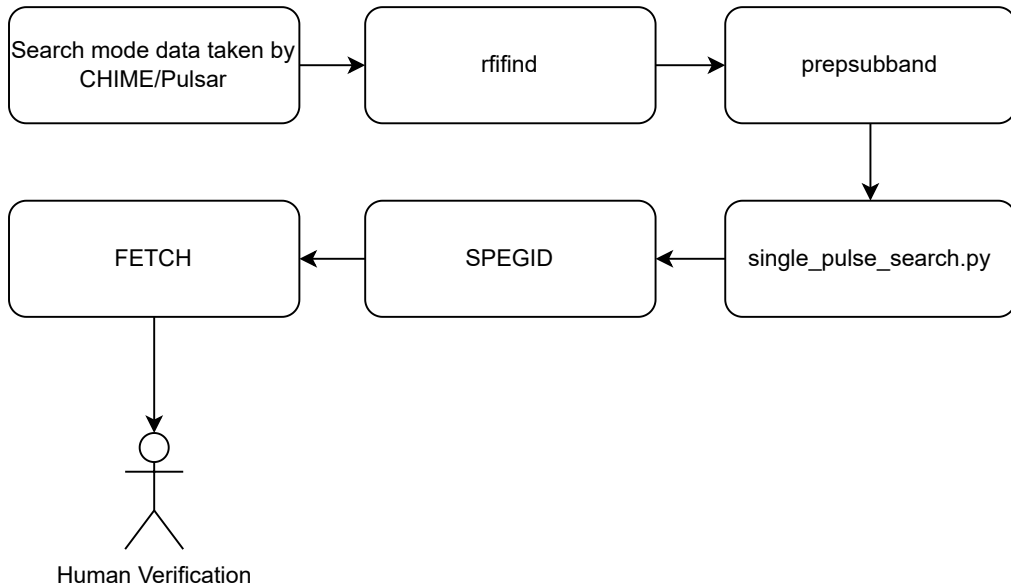 Search mode data taken by
CHIME/Pulsar
rfifind
prepsubband
FETCH
SPEGID
single_pulse_search.py
Human Verification